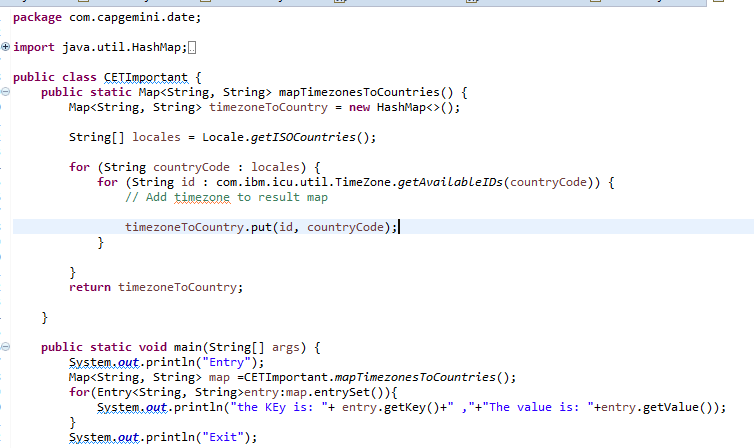 package com.capgemini.date;
import java.util.HashMap;
public class CETImportant {
public static Map<String, String> mapTimezonesToCountries() {
Map<String, String> timezoneToCountry = new HashMap<>();
String[] locales = Locale.getISOCountries();
for (String countryCode : locales) {
for (String id : com.ibm.icu.util.TimeZone.getAvailableIDs(countryCode)) {
// Add timezone to result map
timezoneToCountry.put(id, countryCode);
}
}
return timezoneToCountry;
}
public static void main(String[] args) {
System.out.println("Entry");
Map<String, String> map =CETImportant.mapTimezonesToCountries();
for(Entry<String, String>entry:map.entrySet()){
System.out.println("the KEy is: "+ entry.getKey()+" ,"+"The value is: "+entry.getValue());
}
System.out.println("Exit");